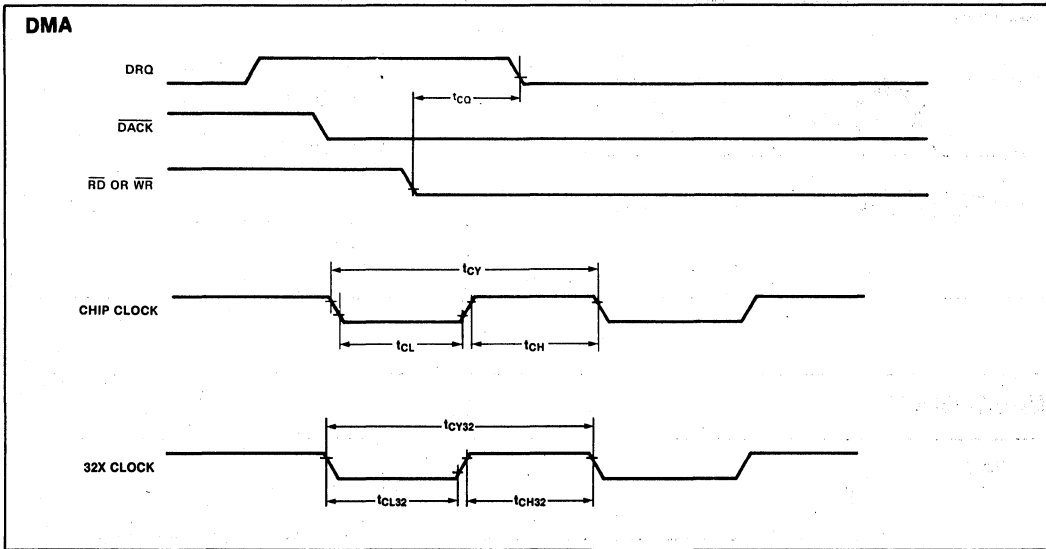 DMA
DRQ
tCQ
DACK
RD OR WR
tCY
CHIP CLOCK
tCL
tCH
tCY32
32X CLOCK
tCL32
tCH32